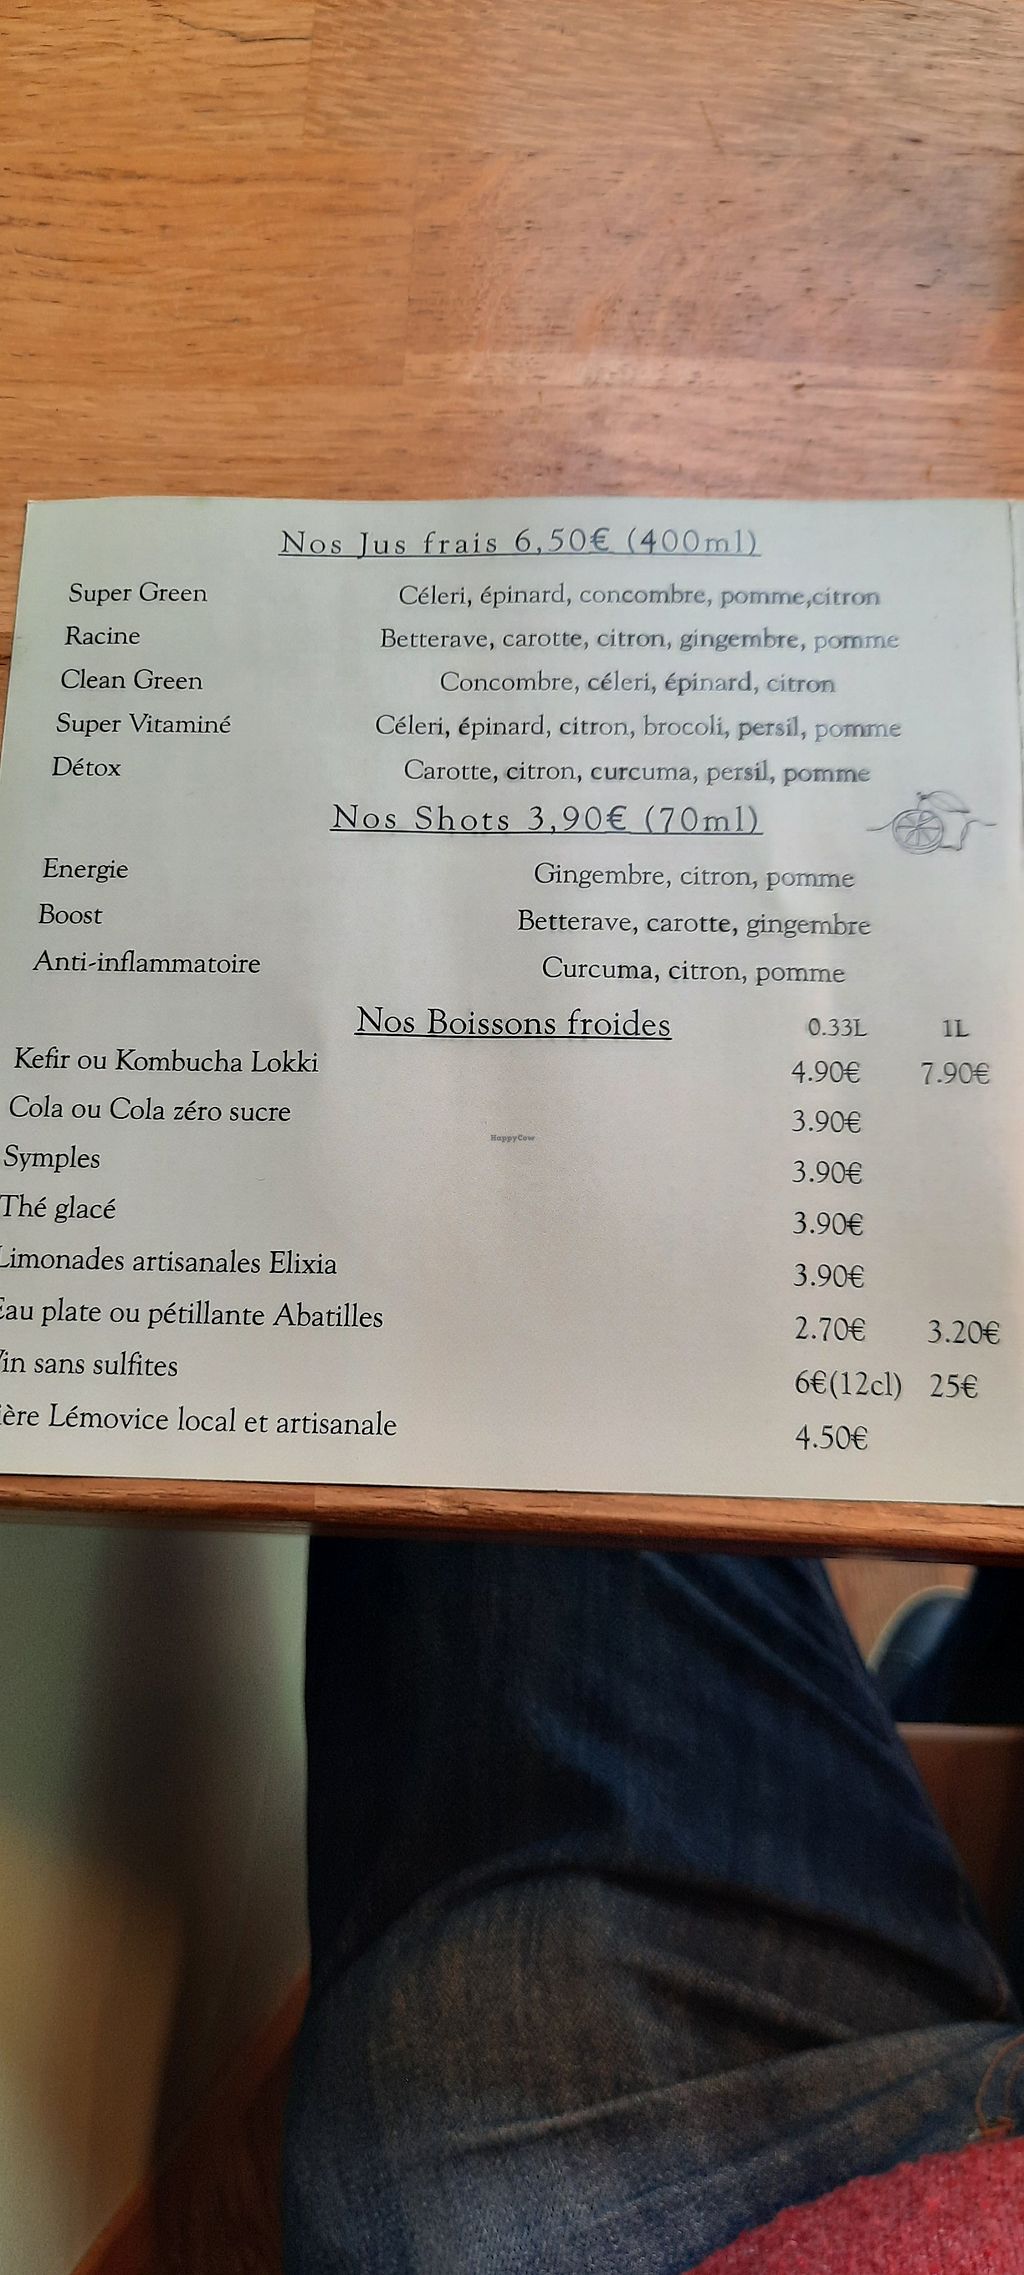 Nos Jus frais 6,50€ (400ml)
Super Green Céleri, épinard, concombre, pomme,citron
Racine Betterave, carotte, citron, gingembre, pomme
Clean Green Concombre, céleri, épinard, citron
Super Vitaminé Céleri, épinard, citron, brocoli, persil, pomme
Détox Carotte, citron, curcuma, persil, pomme
Nos Shots 3,90€ (70ml)
Energie Gingembre, citron, pomme
Boost Betterave, carotte, gingembre
Anti-inflammatoire Curcuma, citron, pomme
Nos Boissons froides 0.33L 1L
Kefir ou Kombucha Lokki 4.90€ 7.90€
Cola ou Cola zéro sucre 3.90€
HappyCow
Symples 3.90€
Thé glacé 3.90€
Limonades artisanales Elixia 3.90€
Eau plate ou pétillante Abatilles 2.70€ 3.20€
in sans sulfites 6€(12cl) 25€
ière Lémovice local et artisanale 4.50€